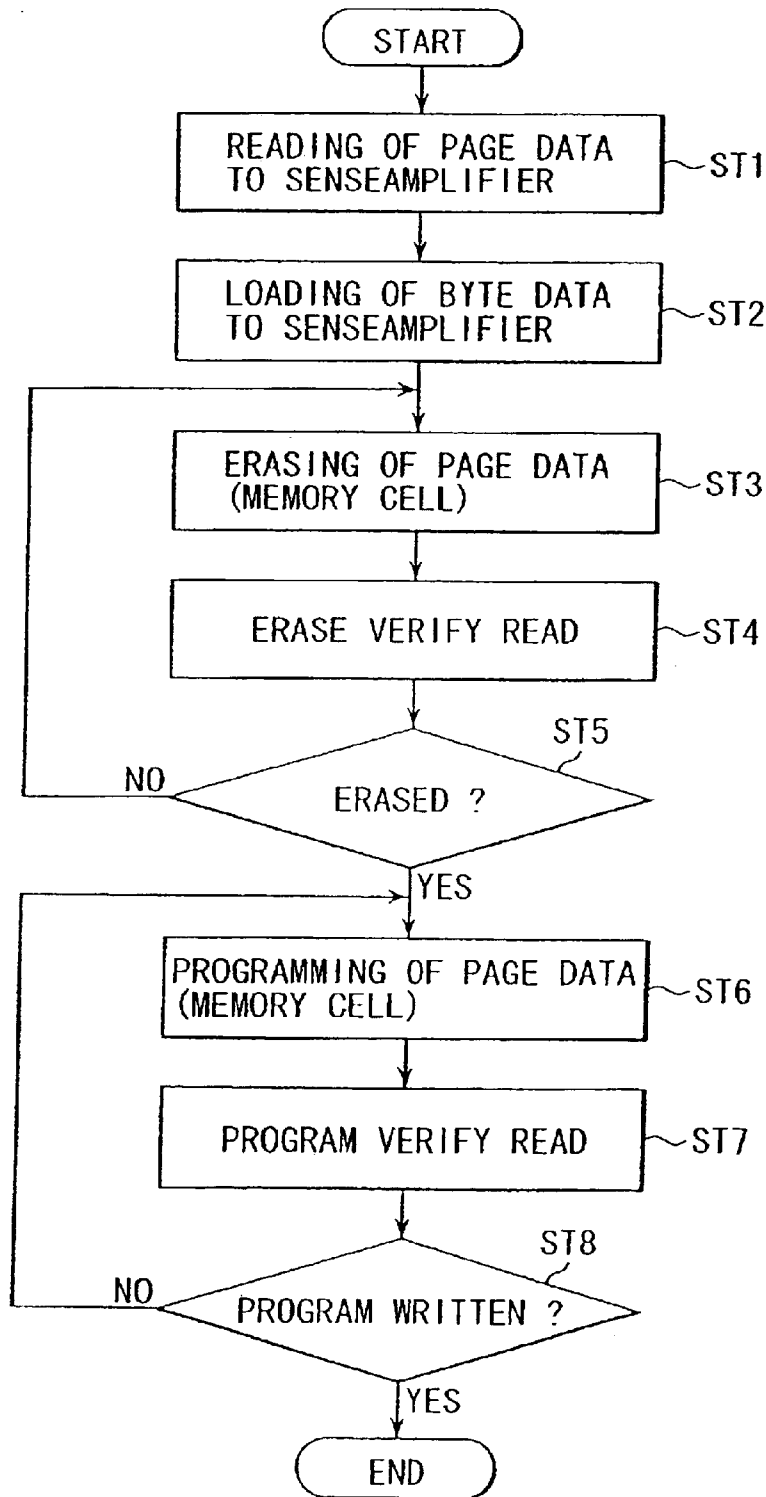 START
READING OF PAGE DATA
TO SENSEAMPLIFIER
ST1
LOADING OF BYTE DATA
TO SENSEAMPLIFIER
ST2
ERASING OF PAGE DATA
(MEMORY CELL)
ST3
ERASE VERIFY READ
ST4
ST5
NO
ERASED ?
YES
PROGRAMMING OF PAGE DATA
(MEMORY CELL)
ST6
PROGRAM VERIFY READ
ST7
ST8
NO
PROGRAM WRITTEN ?
YES
END